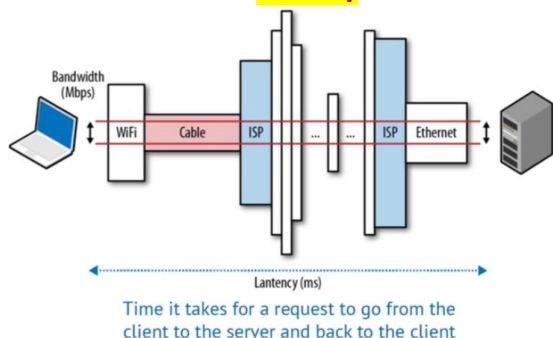 Bandwidth
(Mbps)
WiFi
Cable
ISP
...
...
ISP
Ethernet
Lantency (ms)
Time it takes for a request to go from the
client to the server and back to the client